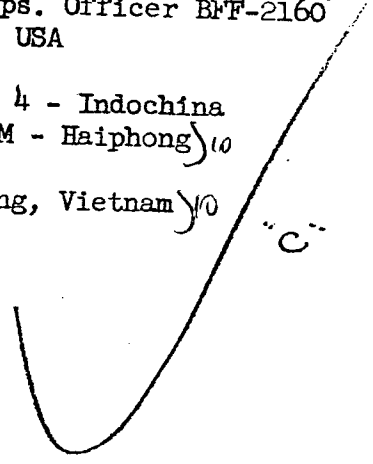 ps. Officer BFF-2160
USA
4 - Indochina
M - Haiphong)10
ng, Vietnam)10
"C"